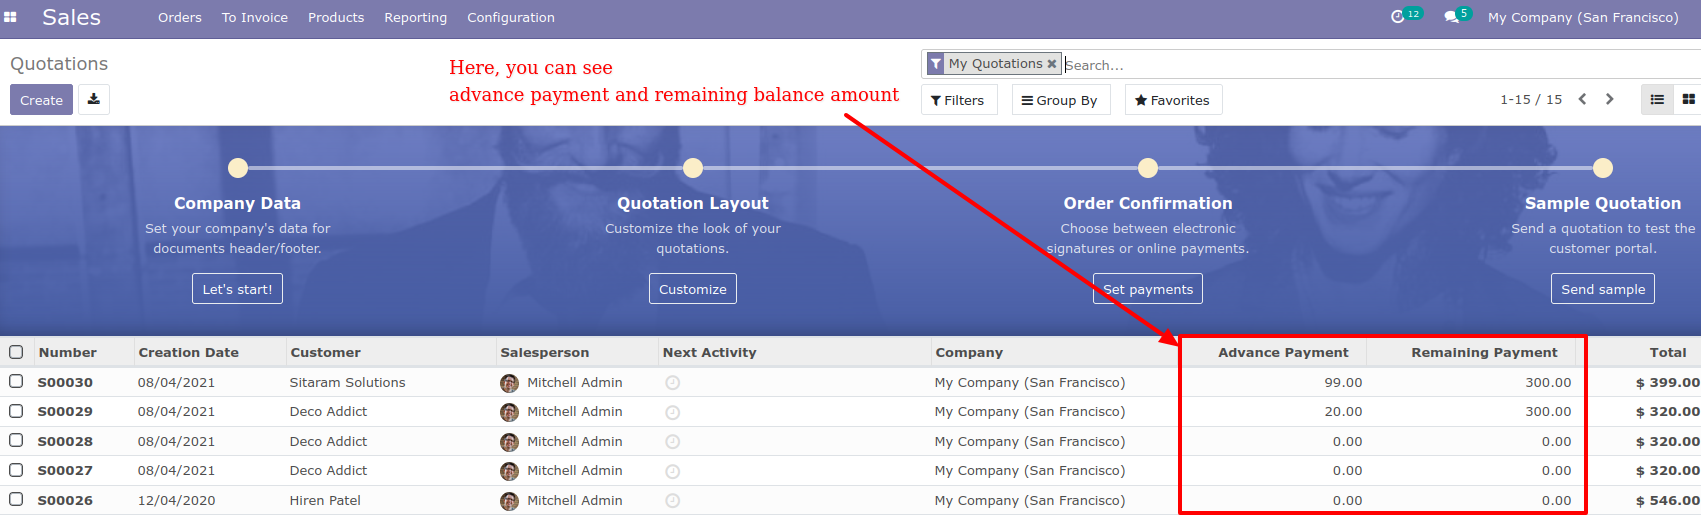 Sales Orders To Invoice Products Reporting Configuration 12 5 My Company (San Francisco)
Quotations
Here, you can see
advance payment and remaining balance amount
My Quotations ✖ Search...
Create
Filters Group By Favorites 1-15 / 15
Company Data Quotation Layout Order Confirmation Sample Quotation
Set your company's data for Customize the look of your Choose between electronic Send a quotation to test the
documents header/footer. quotations. signatures or online payments. customer portal.
Let's start! Customize Set payments Send sample
Number Creation Date Customer Salesperson Next Activity Company Advance Payment Remaining Payment Total
S00030 08/04/2021 Sitaram Solutions Mitchell Admin My Company (San Francisco) 99.00 300.00 $ 399.00
S00029 08/04/2021 Deco Addict Mitchell Admin My Company (San Francisco) 20.00 300.00 $ 320.00
S00028 08/04/2021 Deco Addict Mitchell Admin My Company (San Francisco) 0.00 0.00 $ 320.00
S00027 08/04/2021 Deco Addict Mitchell Admin My Company (San Francisco) 0.00 0.00 $ 320.00
S00026 12/04/2020 Hiren Patel Mitchell Admin My Company (San Francisco) 0.00 0.00 $ 546.00